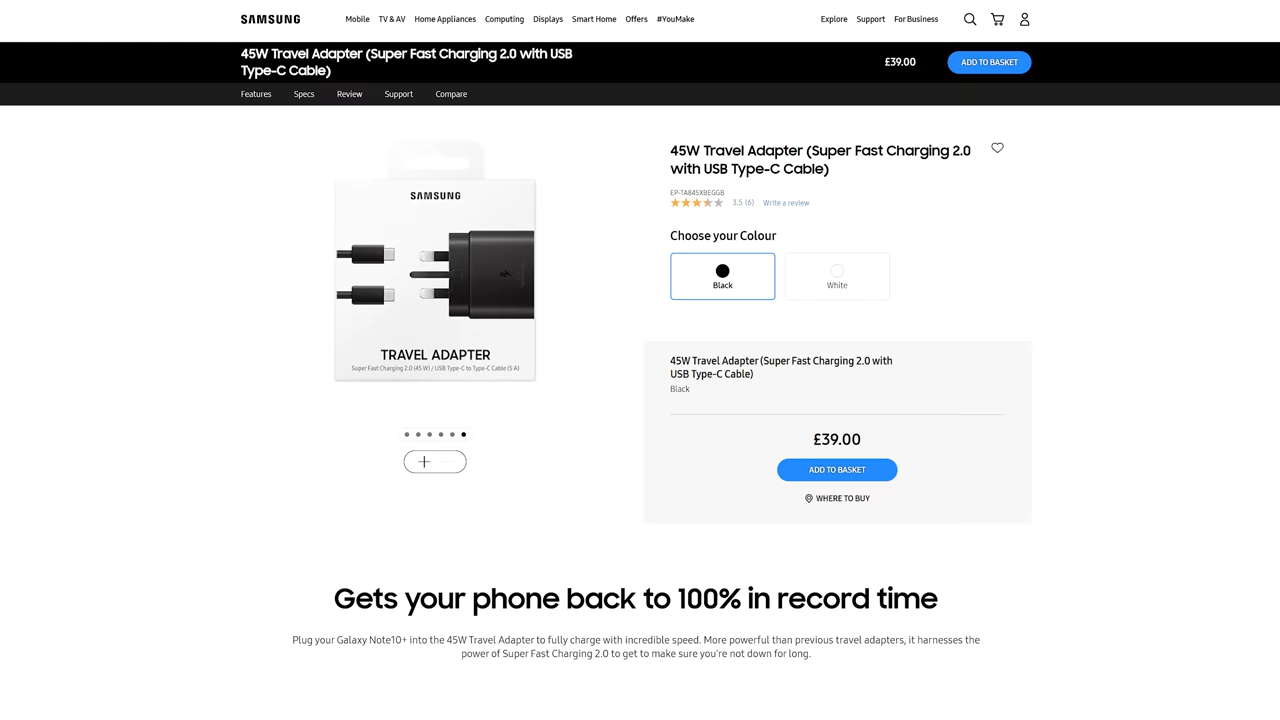 SAMSUNG
Mobile TV & AV Home Appliances Computing Displays Smart Home Offers #YouMake
Explore Support For Business
45W Travel Adapter (Super Fast Charging 2.0 with USB
Type-C Cable)
£39.00
ADD TO BASKET
Features Specs Review Support Compare
SAMSUNG
TRAVEL ADAPTER
Super Fast Charging 2.0 (45 W) / USB Type-C to Type-C Cable (5 A)
45W Travel Adapter (Super Fast Charging 2.0
with USB Type-C Cable)
EP-TA845XBEGGB
3.5 (6) Write a review
Choose your Colour
Black
White
45W Travel Adapter (Super Fast Charging 2.0 with
USB Type-C Cable)
Black
£39.00
ADD TO BASKET
WHERE TO BUY
Gets your phone back to 100% in record time
Plug your Galaxy Note10+ into the 45W Travel Adapter to fully charge with incredible speed. More powerful than previous travel adapters, it harnesses the
power of Super Fast Charging 2.0 to get to make sure you're not down for long.